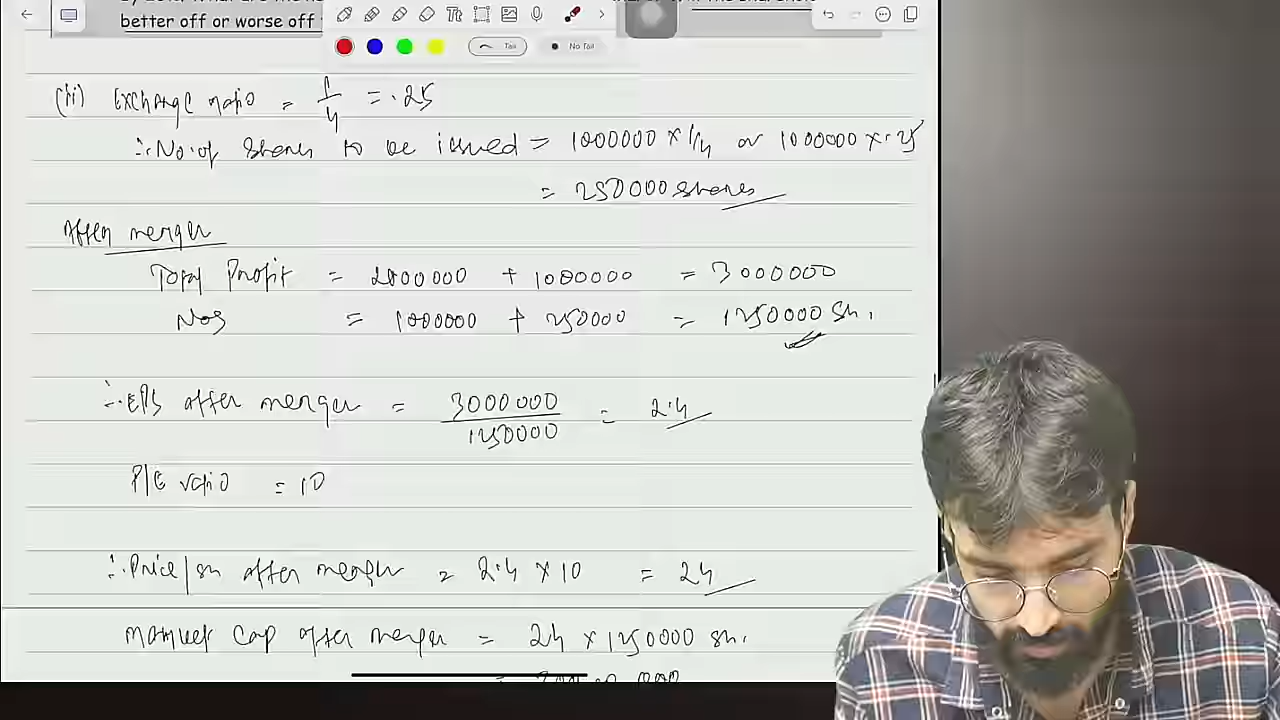 better off or worse off
Tail
No Tail
(ii) Exchange ratio = 1/4 = .25
∴ No. of shares to be issued = 1000000 × 1/4 or 1000000 × .25
= 250000 shares
After merger
Total Profit = 2000000 + 1000000 = 3000000
Nos = 1000000 + 250000 = 1250000 Sh.
∴ EPS after merger = 3000000 / 1250000 = 2.4
P/E ratio = 10
∴ Price/sh after merger = 2.4 × 10 = 24
Market cap after merger = 24 × 1250000 sh.